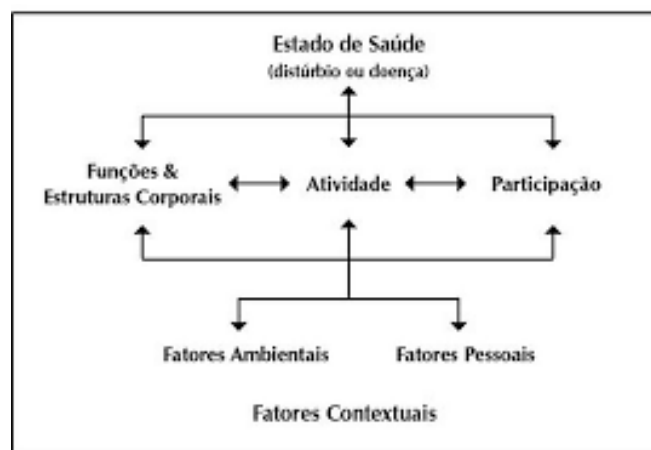 Estado de Saúde
(distúrbio ou doença)
Funções &
Estruturas Corporais
Atividade
Participação
Fatores Ambientais
Fatores Pessoais
Fatores Contextuais